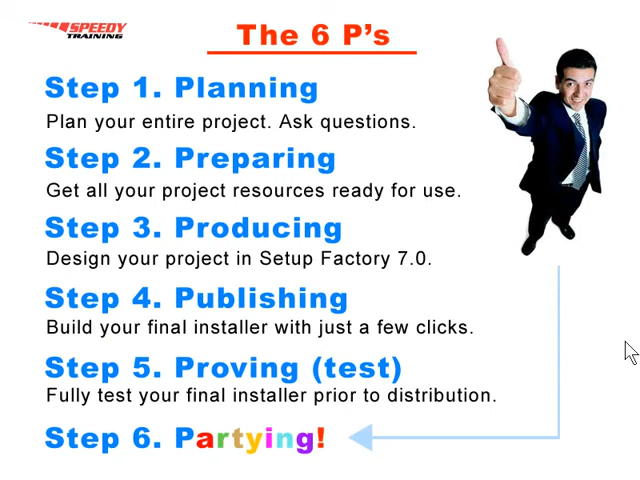 SPEEDY
TRAINING
The 6 P's
Step 1. Planning
Plan your entire project. Ask questions.
Step 2. Preparing
Get all your project resources ready for use.
Step 3. Producing
Design your project in Setup Factory 7.0.
Step 4. Publishing
Build your final installer with just a few clicks.
Step 5. Proving (test)
Fully test your final installer prior to distribution.
Step 6. Partying!